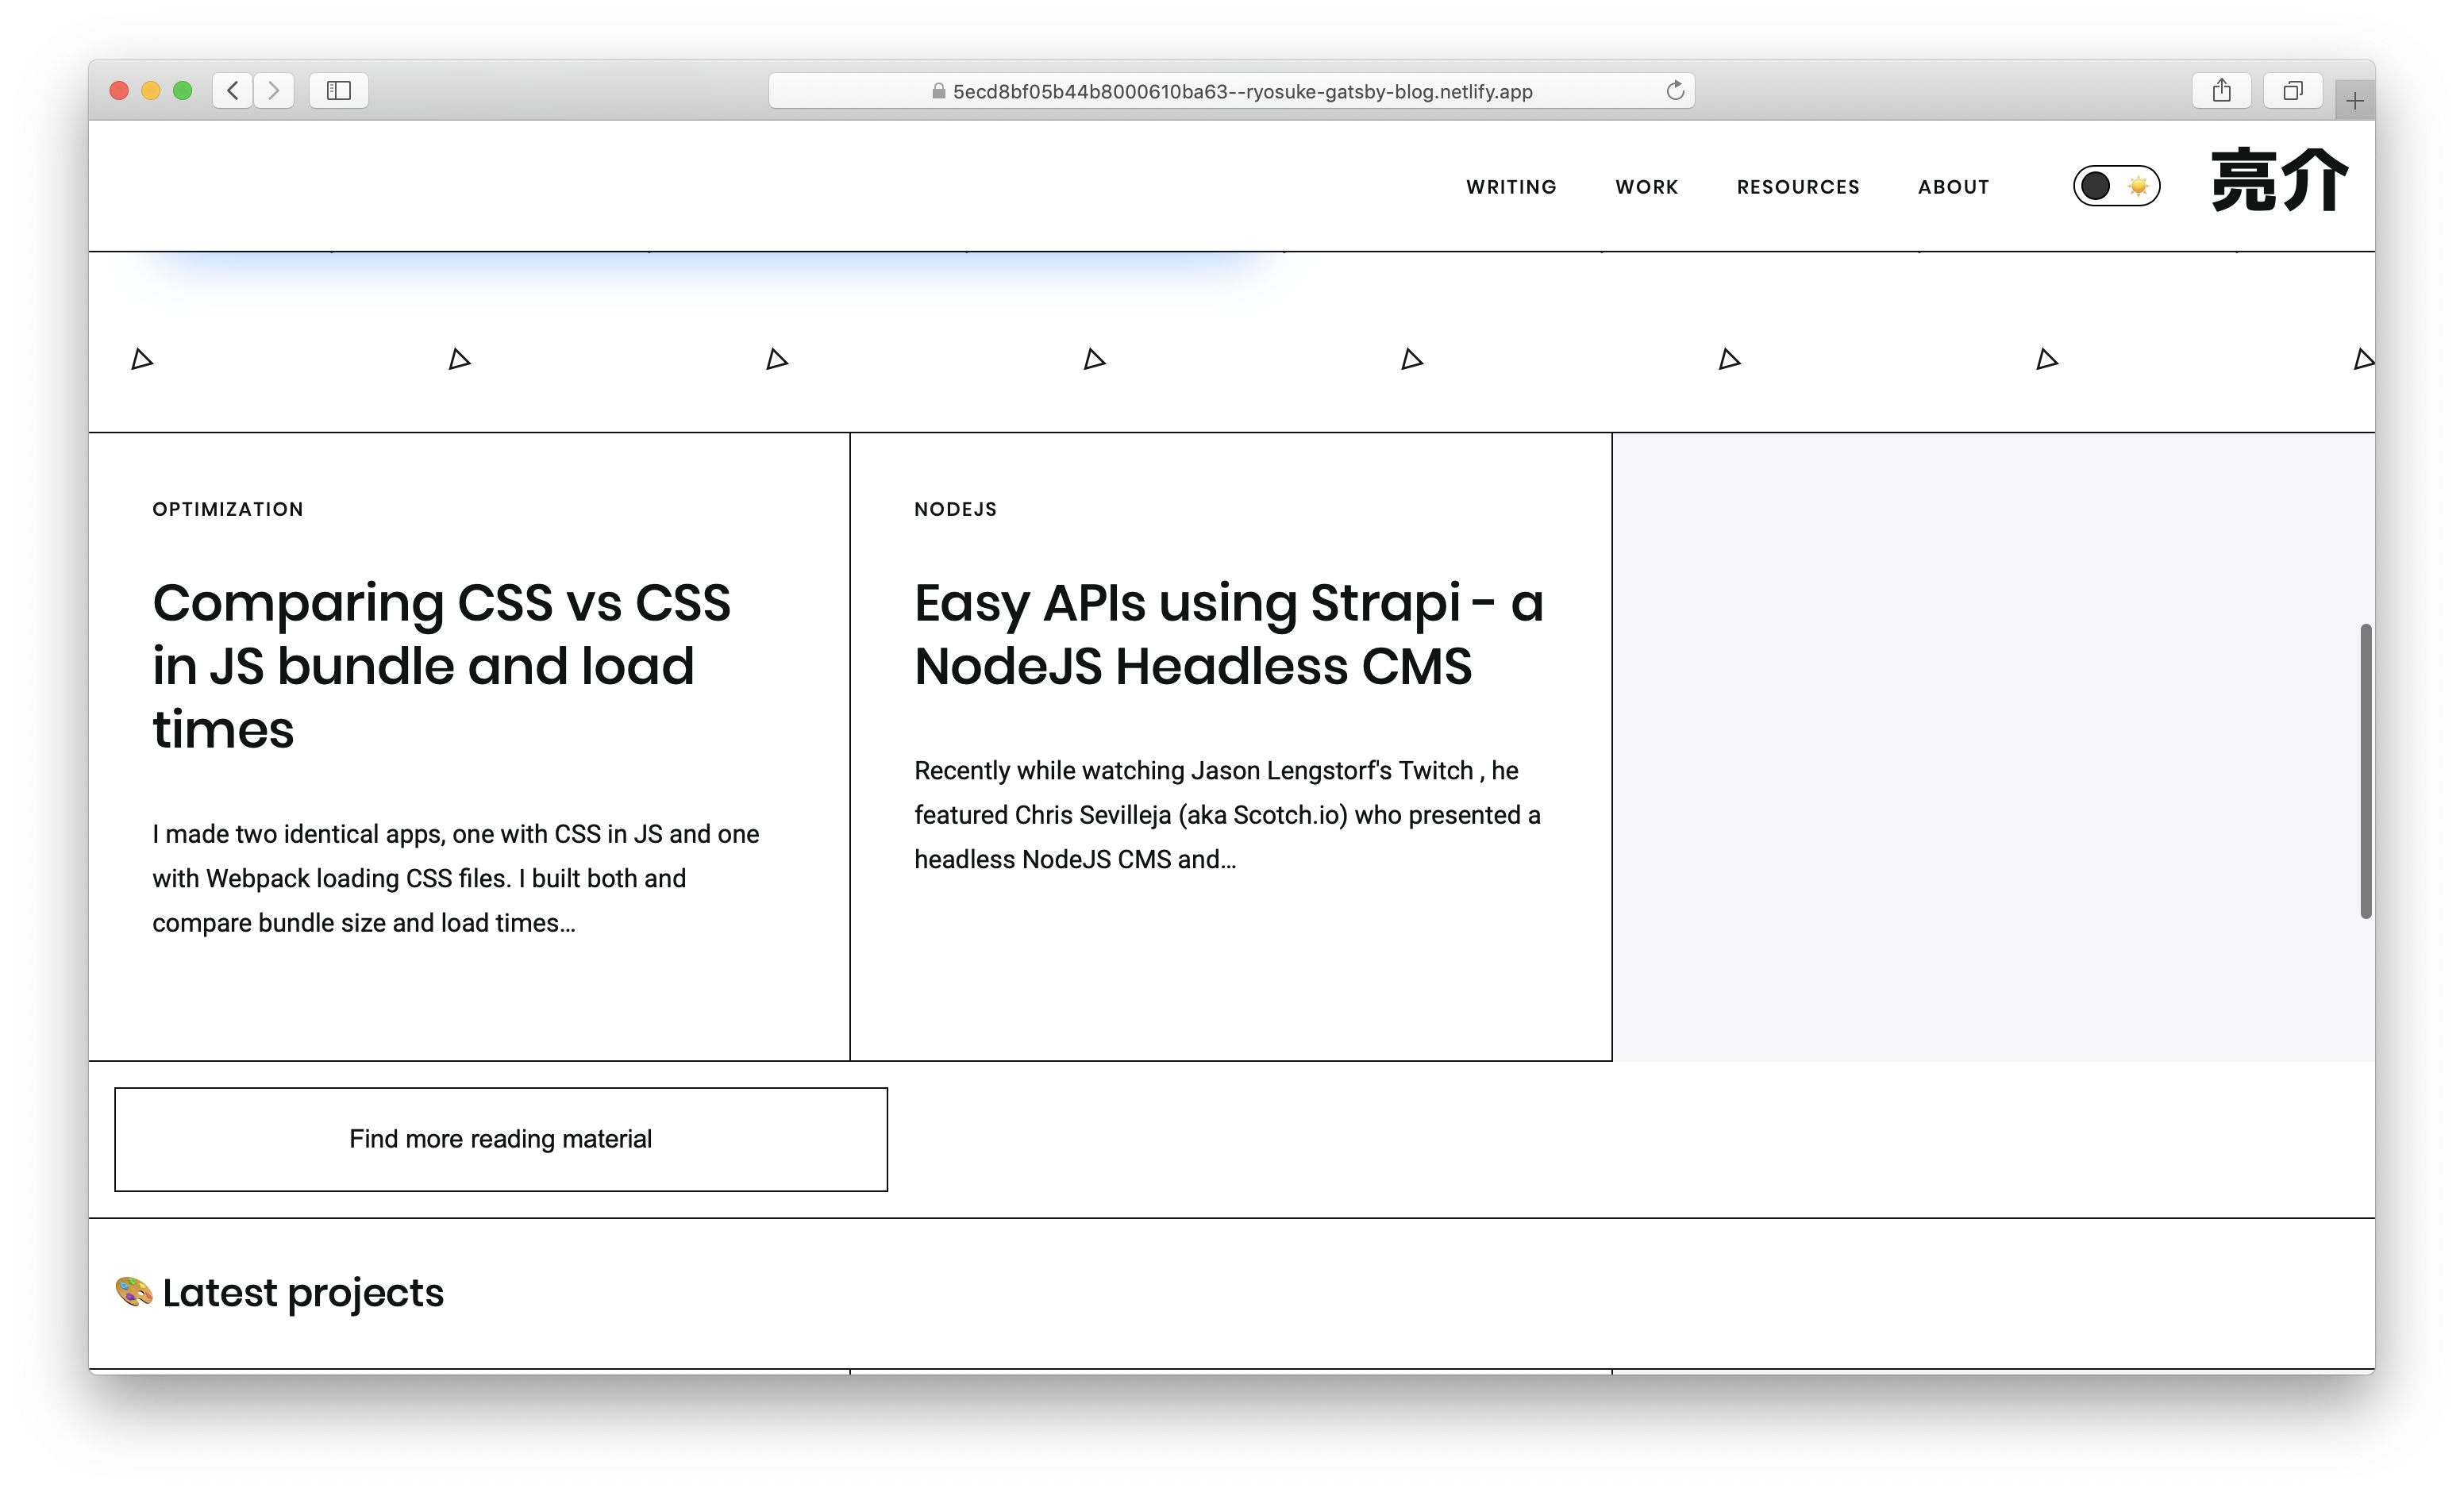 5ecd8bf05b44b8000610ba63--ryosuke-gatsby-blog.netlify.app
WRITING WORK RESOURCES ABOUT 亮介
OPTIMIZATION
Comparing CSS vs CSS
in JS bundle and load
times
I made two identical apps, one with CSS in JS and one
with Webpack loading CSS files. I built both and
compare bundle size and load times...
NODEJS
Easy APIs using Strapi - a
NodeJS Headless CMS
Recently while watching Jason Lengstorf's Twitch , he
featured Chris Sevilleja (aka Scotch.io) who presented a
headless NodeJS CMS and...
Find more reading material
🎨 Latest projects